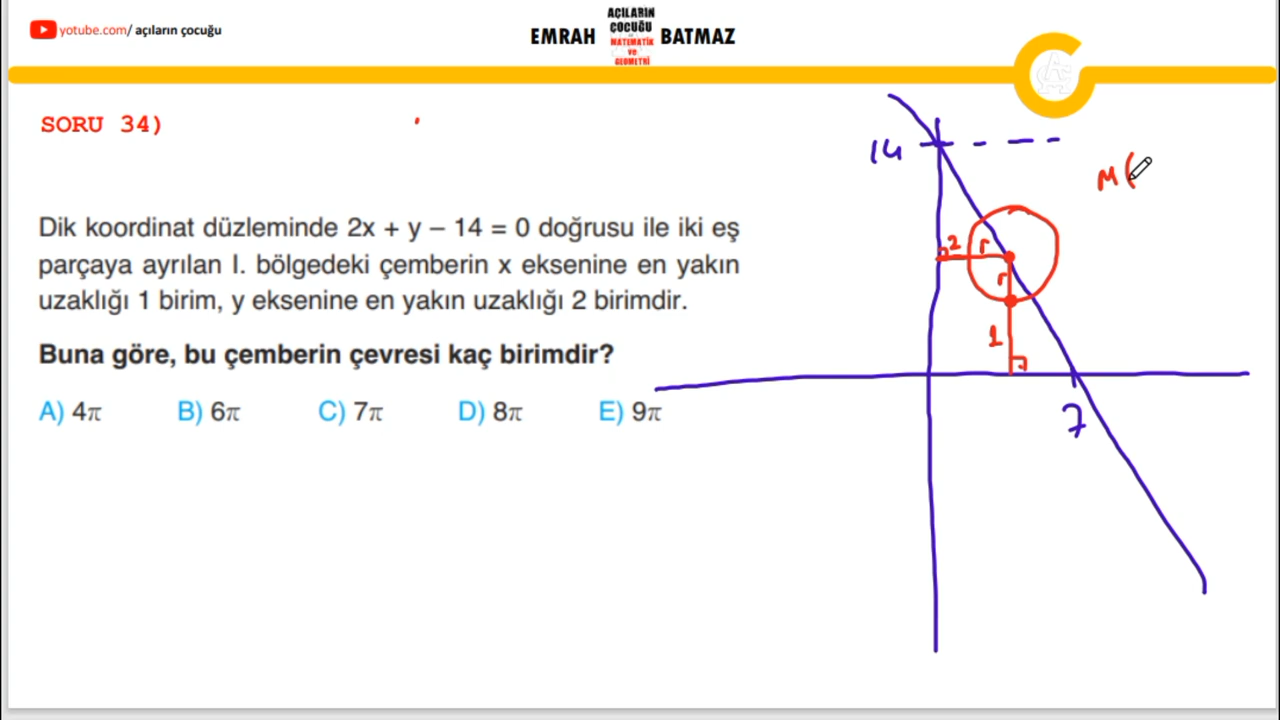 yotube.com/ açıların çocuğu
EMRAH
AÇILARIN
ÇOCUĞU
MATEMATİK
ve
GEOMETRİ
BATMAZ
SORU 34)
Dik koordinat düzleminde 2x + y – 14 = 0 doğrusu ile iki eş
parçaya ayrılan I. bölgedeki çemberin x eksenine en yakın
uzaklığı 1 birim, y eksenine en yakın uzaklığı 2 birimdir.
Buna göre, bu çemberin çevresi kaç birimdir?
A) 4π B) 6π C) 7π D) 8π E) 9π
14
M(
2 r
r
1
7